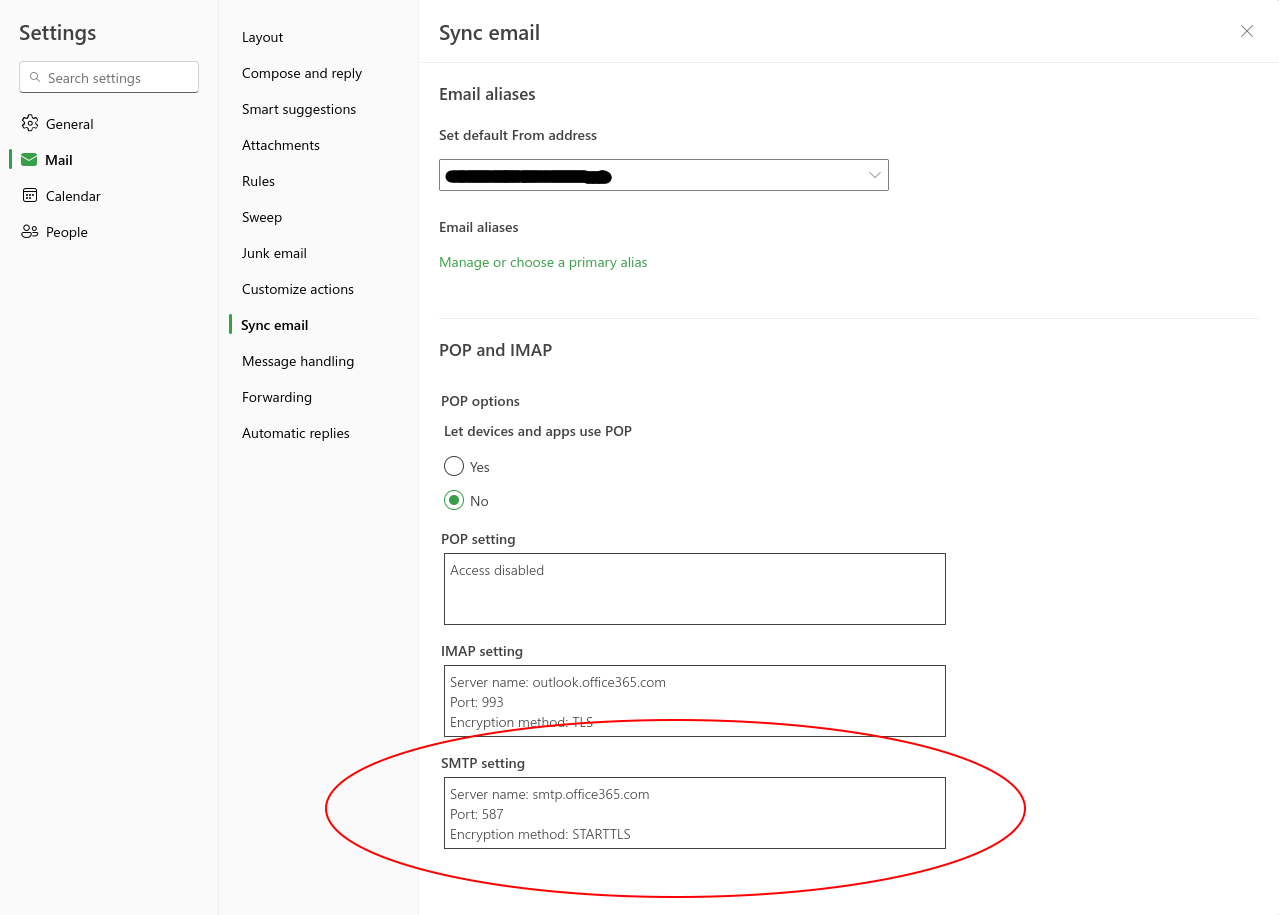 Settings
Search settings
General
Mail
Calendar
People
Layout
Compose and reply
Smart suggestions
Attachments
Rules
Sweep
Junk email
Customize actions
Sync email
Message handling
Forwarding
Automatic replies
Sync email
Email aliases
Set default From address
Email aliases
Manage or choose a primary alias
POP and IMAP
POP options
Let devices and apps use POP
Yes
No
POP setting
Access disabled
IMAP setting
Server name: outlook.office365.com
Port: 993
Encryption method: TLS
SMTP setting
Server name: smtp.office365.com
Port: 587
Encryption method: STARTTLS